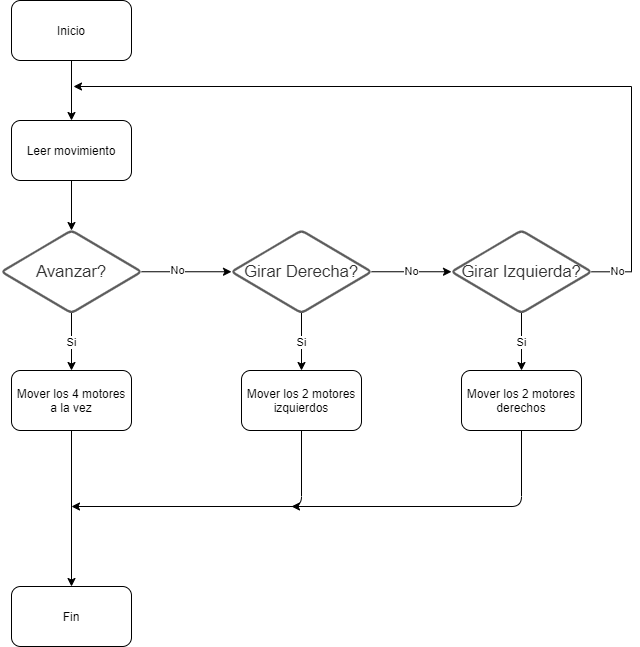 Inicio
Leer movimiento
Avanzar?
No
Girar Derecha?
No
Girar Izquierda?
No
Si
Si
Si
Mover los 4 motores
a la vez
Mover los 2 motores
izquierdos
Mover los 2 motores
derechos
Fin